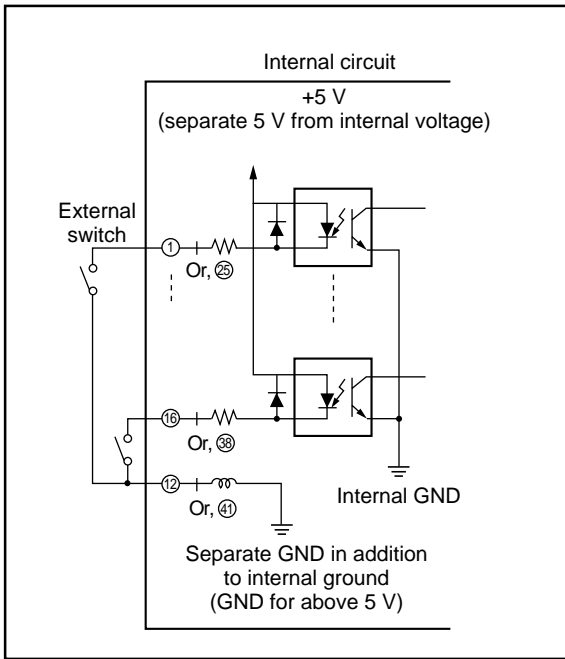 Internal circuit
+5 V
(separate 5 V from internal voltage)
External
switch
1
Or, 25
16
Or, 38
12
Or, 41
Internal GND
Separate GND in addition
to internal ground
(GND for above 5 V)